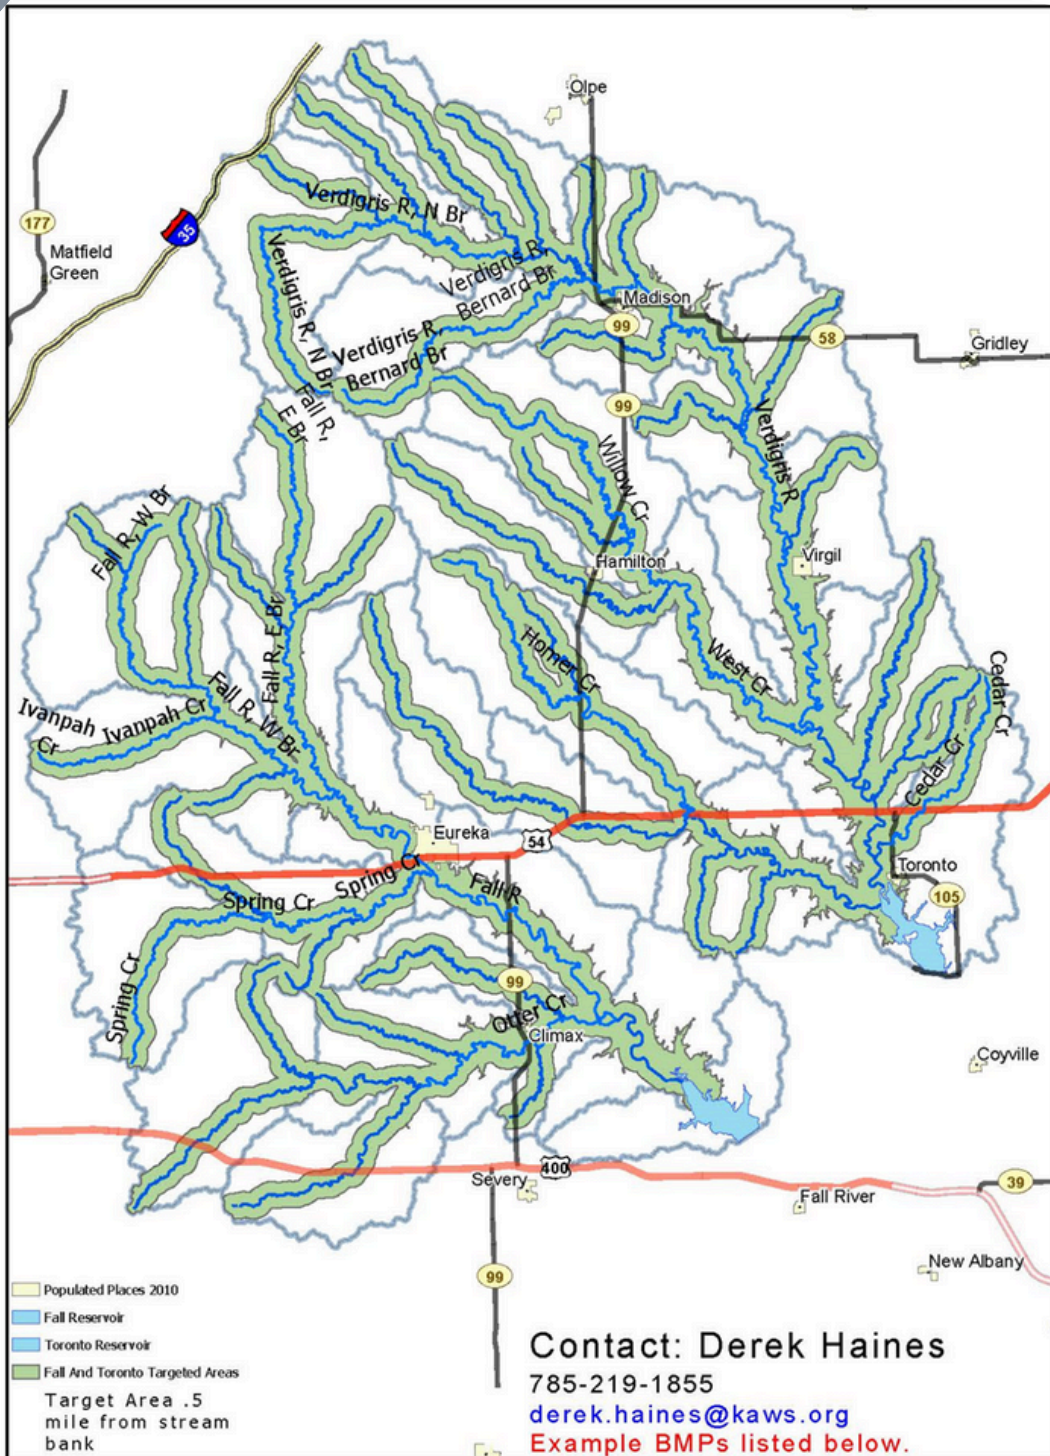 Olpe
177
35
Matfield
Green
Verdigris R, N Br
Verdigris R, N Br
Verdigris R,
Bernard Br
Verdigris R,
Bernard Br
Madison
99
58
Gridley
99
Fall R,
E Br
Verdigris R
Willow Cr
Fall R, W Br
Hamilton
Virgil
Fall R, E Br
Homer Cr
West Cr
Cedar Cr
Ivanpah
Cr
Ivanpah Cr
Fall R, W Br
Cedar Cr
Eureka
54
Toronto
105
Spring Cr
Spring Cr
Fall R
Spring Cr
99
Otter Cr
Climax
Coyville
400
Severy
39
Fall River
New Albany
99
Populated Places 2010
Fall Reservoir
Toronto Reservoir
Fall And Toronto Targeted Areas
Target Area .5
mile from stream
bank
Contact: Derek Haines
785-219-1855
derek.haines@kaws.org
Example BMPs listed below.